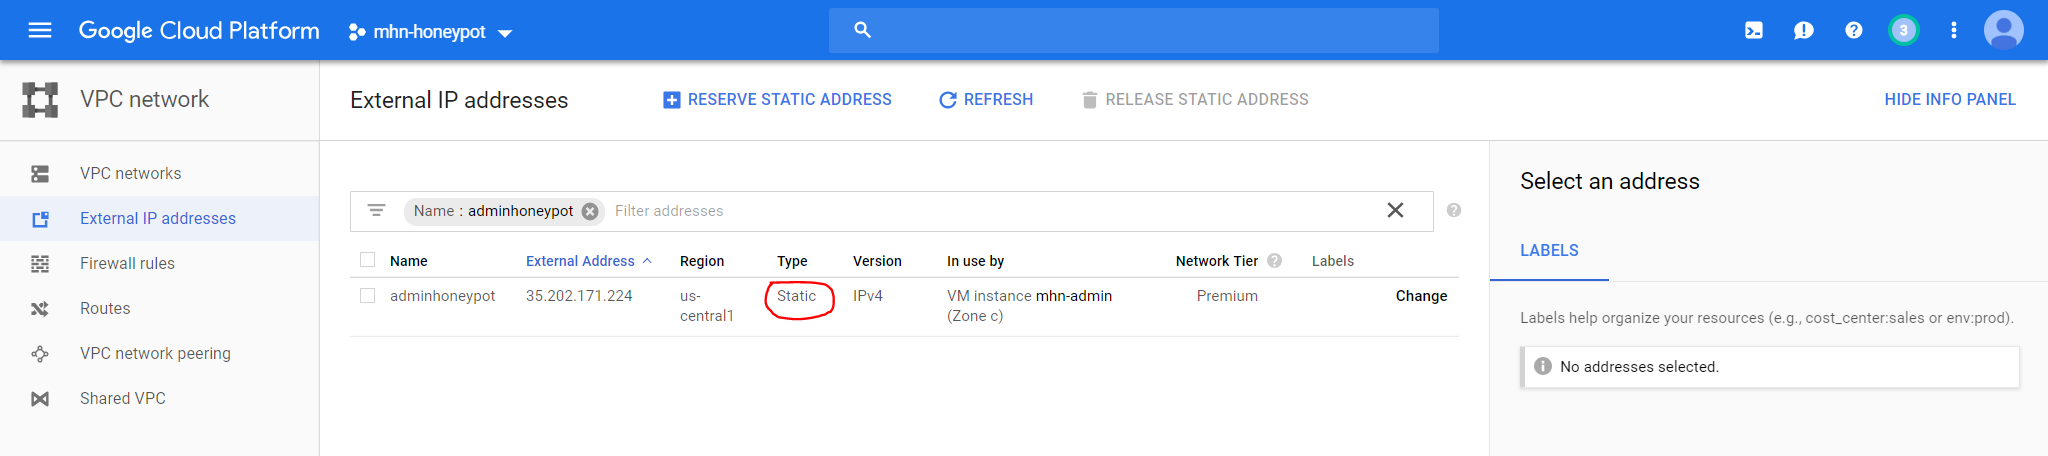 Google Cloud Platform mhn-honeypot 3
VPC network
External IP addresses RESERVE STATIC ADDRESS REFRESH RELEASE STATIC ADDRESS HIDE INFO PANEL
VPC networks
External IP addresses
Firewall rules
Routes
VPC network peering
Shared VPC
Name : adminhoneypot Filter addresses
Name External Address Region Type Version In use by Network Tier Labels
adminhoneypot 35.202.171.224 us- Static IPv4 VM instance mhn-admin Premium Change
central1 (Zone c)
Select an address
LABELS
Labels help organize your resources (e.g., cost_center:sales or env:prod).
No addresses selected.